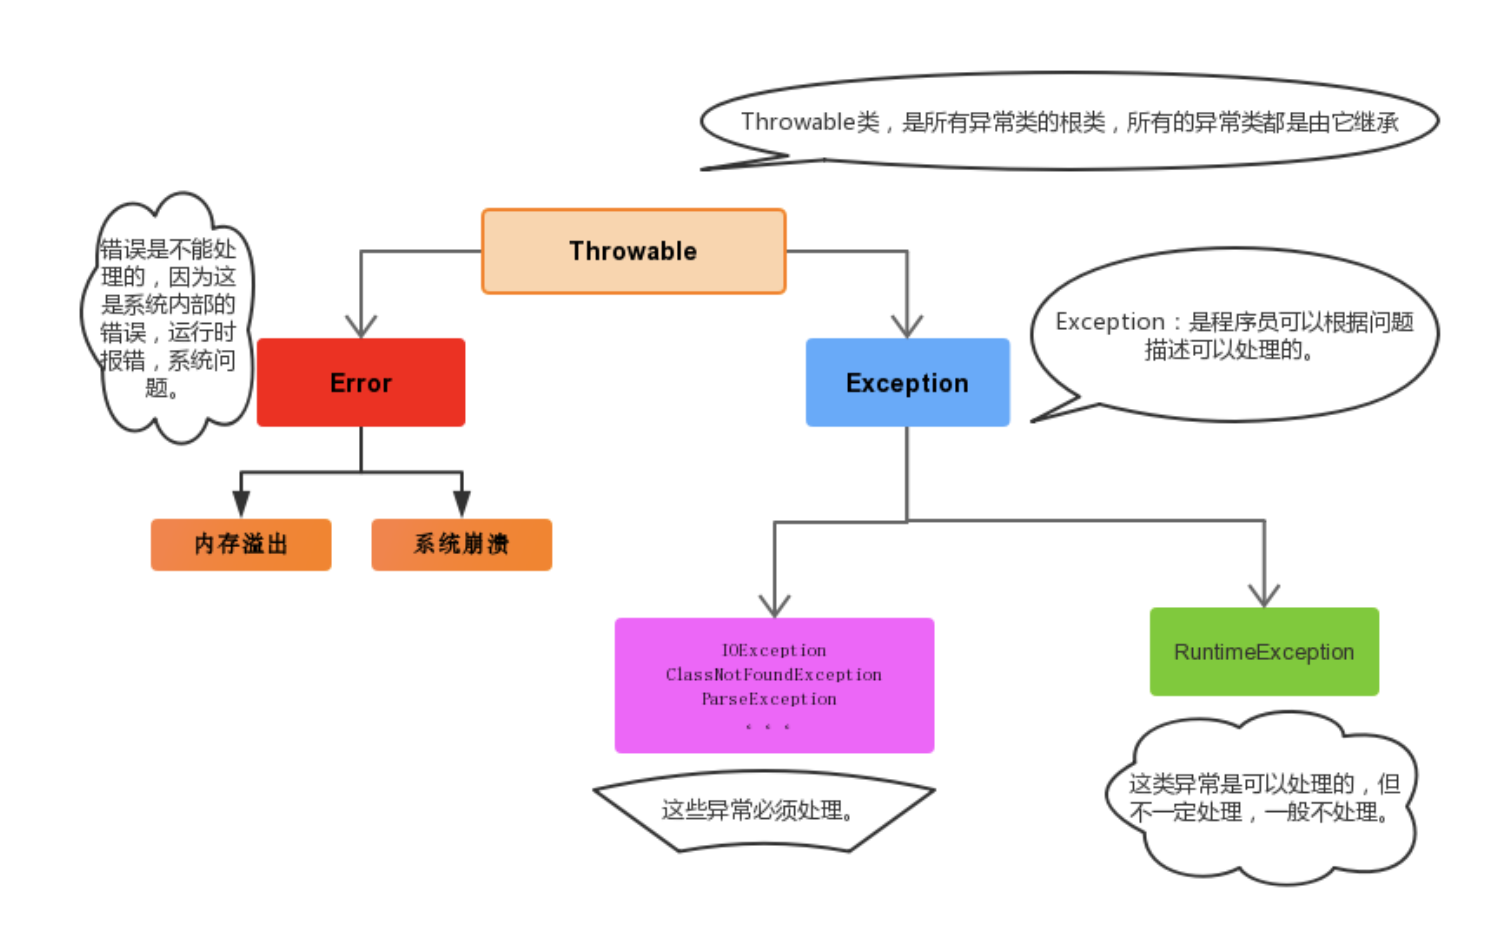 Throwable类，是所有异常类的根类，所有的异常类都是由它继承
Throwable
错误是不能处
理的，因为这
是系统内部的
错误，运行时
报错，系统问
题。
Error
Exception
Exception：是程序员可以根据问题
描述可以处理的。
内存溢出
系统崩溃
IOException
ClassNotFoundException
ParseException
。。。
这些异常必须处理。
RuntimeException
这类异常是可以处理的，但
不一定处理，一般不处理。